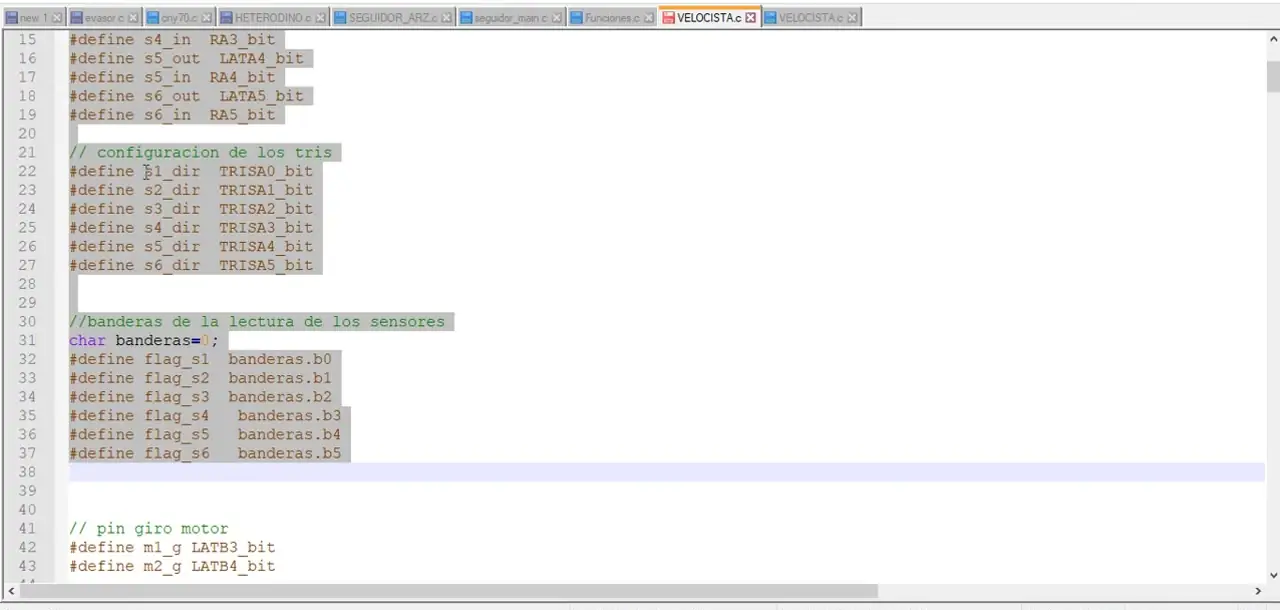 new 1 evasor.c cny70.c HETERODINO.c SEGUIDOR_ARZ.c seguidor_main.c Funciones.c VELOCISTA.c VELOCISTA.c
15 #define s4_in RA3_bit
16 #define s5_out LATA4_bit
17 #define s5_in RA4_bit
18 #define s6_out LATA5_bit
19 #define s6_in RA5_bit
20
21 // configuracion de los tris
22 #define s1_dir TRISA0_bit
23 #define s2_dir TRISA1_bit
24 #define s3_dir TRISA2_bit
25 #define s4_dir TRISA3_bit
26 #define s5_dir TRISA4_bit
27 #define s6_dir TRISA5_bit
28
29
30 //banderas de la lectura de los sensores
31 char banderas=0;
32 #define flag_s1 banderas.b0
33 #define flag_s2 banderas.b1
34 #define flag_s3 banderas.b2
35 #define flag_s4 banderas.b3
36 #define flag_s5 banderas.b4
37 #define flag_s6 banderas.b5
38
39
40
41 // pin giro motor
42 #define m1_g LATB3_bit
43 #define m2_g LATB4_bit